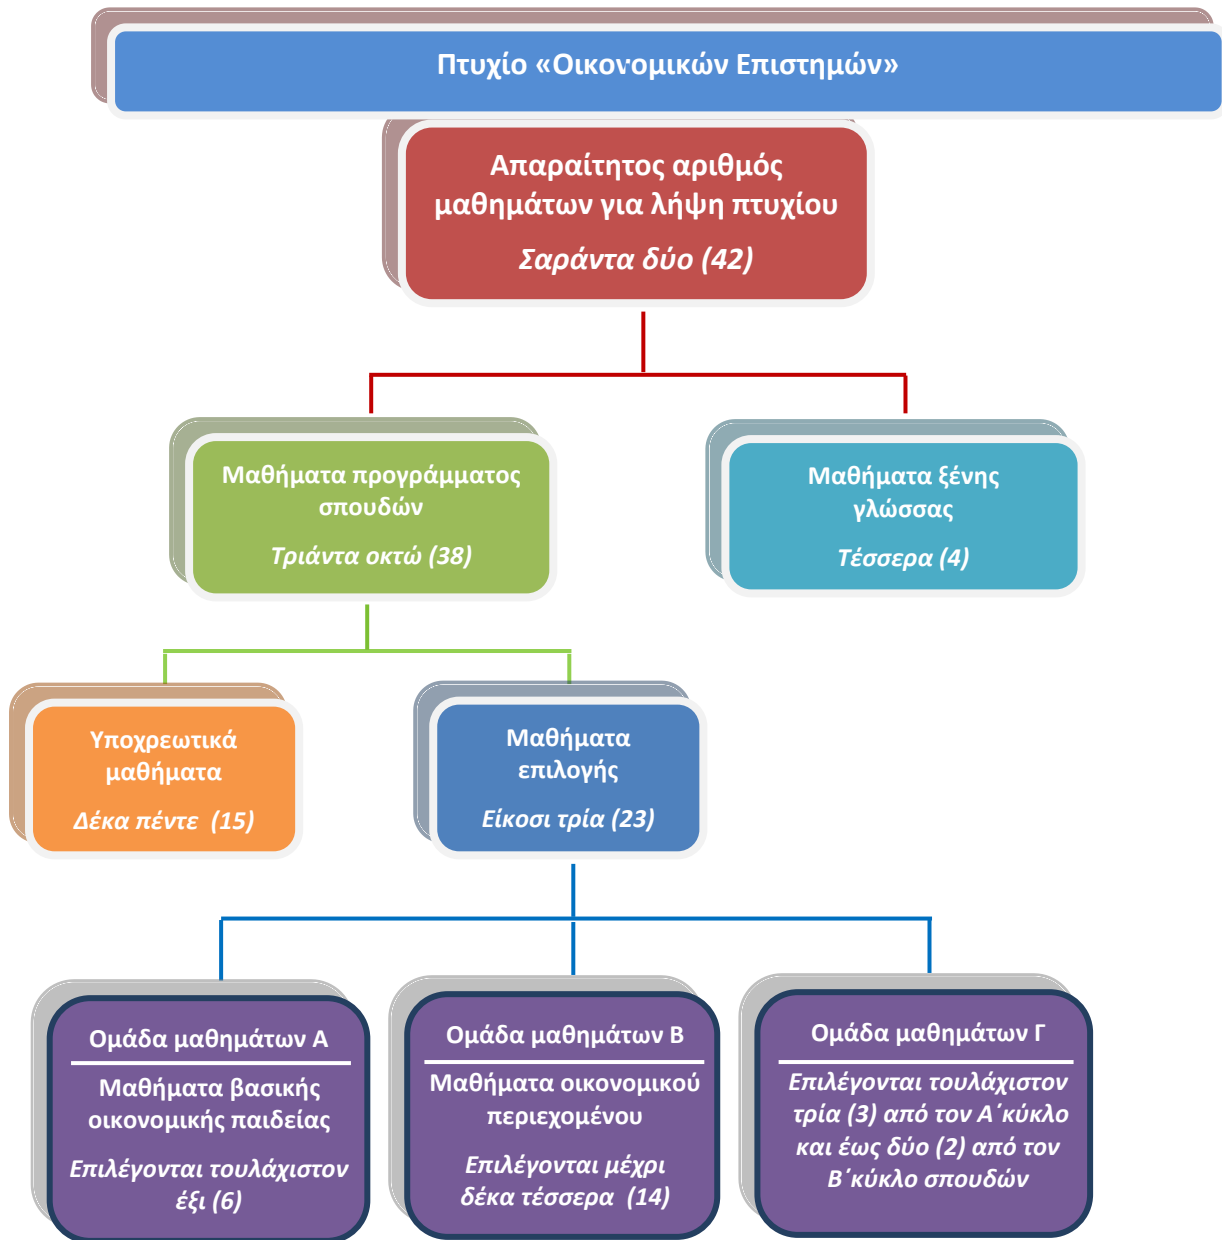 Πτυχίο «Οικονομικών Επιστημών»
Απαραίτητος αριθμός
μαθημάτων για λήψη πτυχίου
Σαράντα δύο (42)
Μαθήματα προγράμματος
σπουδών
Τριάντα οκτώ (38)
Μαθήματα ξένης
γλώσσας
Τέσσερα (4)
Υποχρεωτικά
μαθήματα
Δέκα πέντε (15)
Μαθήματα
επιλογής
Είκοσι τρία (23)
Ομάδα μαθημάτων Α
Μαθήματα βασικής
οικονομικής παιδείας
Επιλέγονται τουλάχιστον
έξι (6)
Ομάδα μαθημάτων Β
Μαθήματα οικονομικού
περιεχομένου
Επιλέγονται μέχρι
δέκα τέσσερα (14)
Ομάδα μαθημάτων Γ
Επιλέγονται τουλάχιστον
τρία (3) από τον Α΄κύκλο
και έως δύο (2) από τον
Β΄κύκλο σπουδών